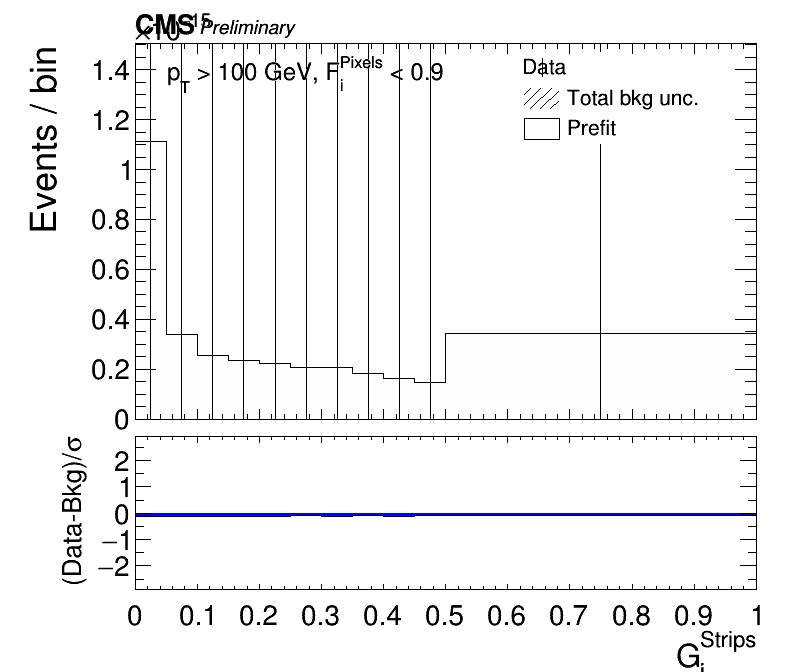 CMS Preliminary
×10^15
p_T > 100 GeV, F_i^Pixels < 0.9
Data
Total bkg unc.
Prefit
Events / bin
1.4
1.2
1
0.8
0.6
0.4
0.2
0
(Data-Bkg)/σ
2
1
0
−1
−2
0 0.1 0.2 0.3 0.4 0.5 0.6 0.7 0.8 0.9 1
G_i^Strips